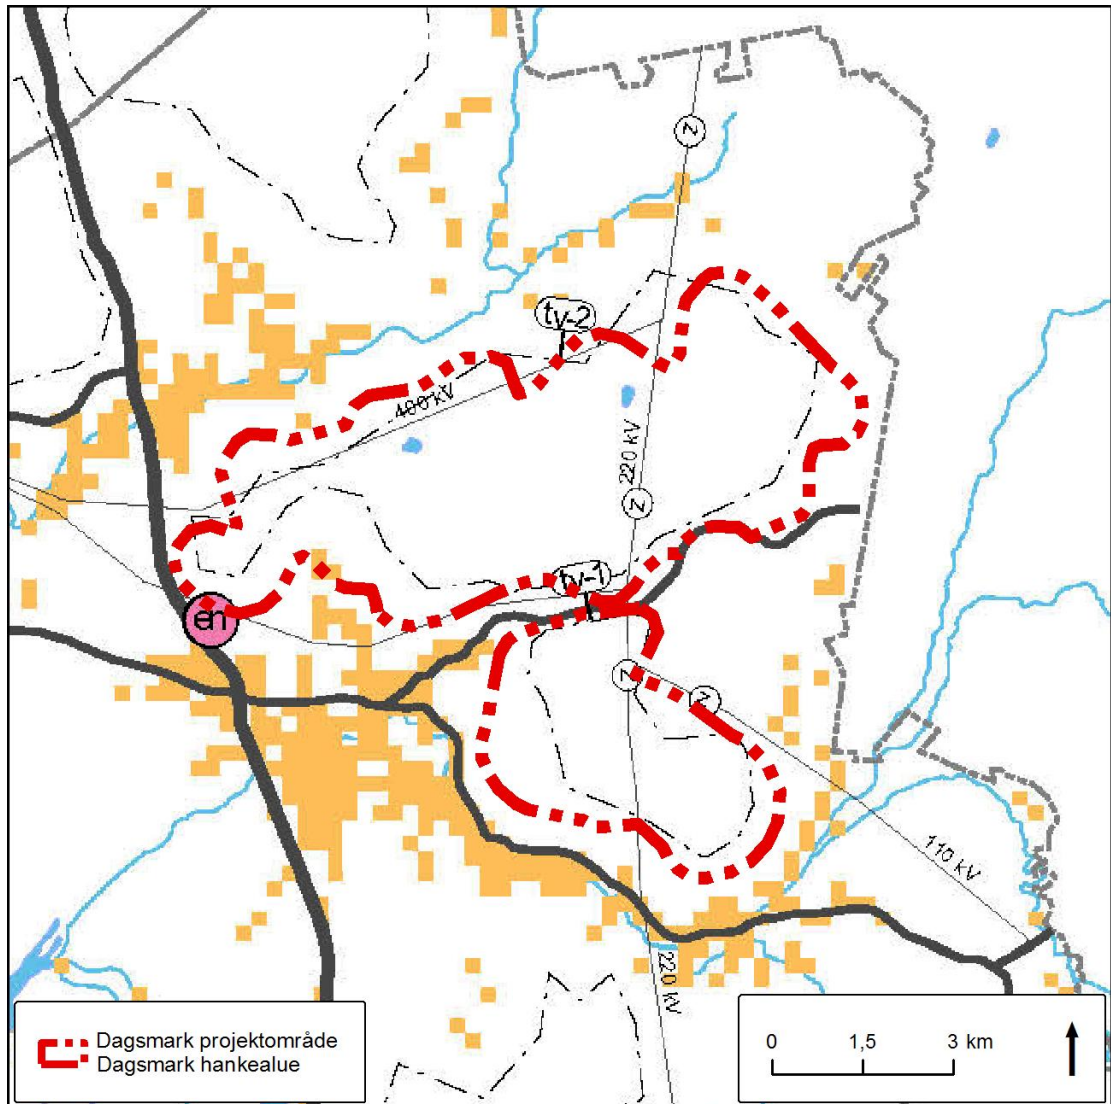 Z
tv-2
400 kV
220 kV
Z
tv-1
en
Z
Z
110 kV
220 kV
Dagsmark projektområde
Dagsmark hankealue
0 1,5 3 km